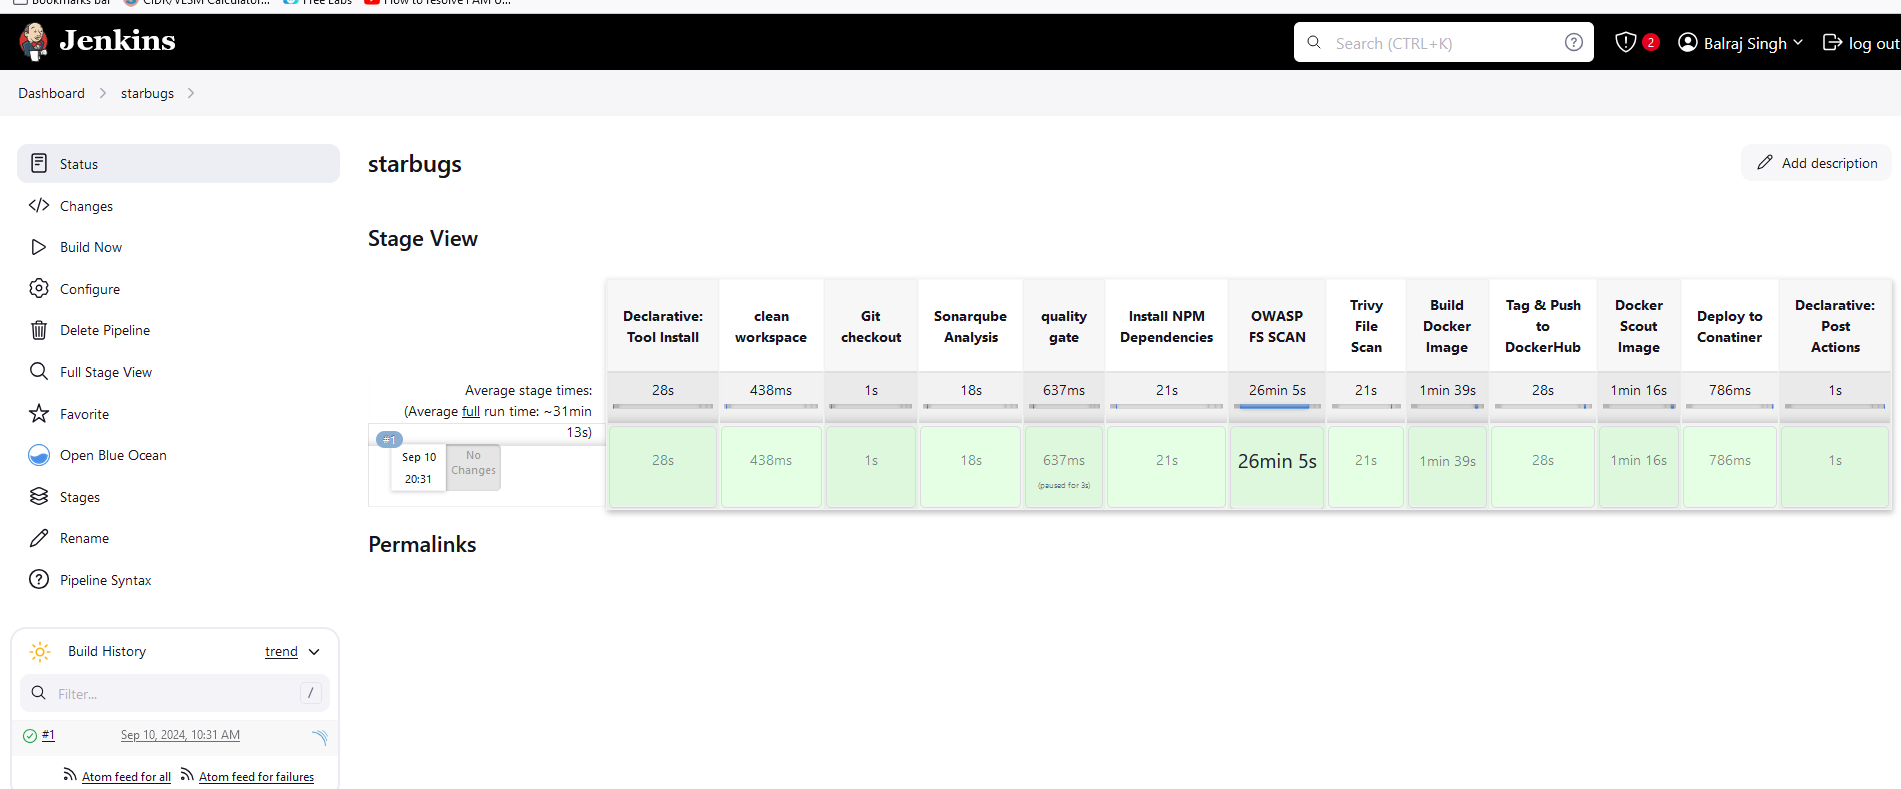 Bookmarks bar
CIDR/VLSM Calculator...
Free Labs
Jenkins
Search (CTRL+K)
2
Balraj Singh
log out
Dashboard
starbugs
Status
Changes
Build Now
Configure
Delete Pipeline
Full Stage View
Favorite
Open Blue Ocean
Stages
Rename
Pipeline Syntax
Build History
trend
Filter...
/
#1
Sep 10, 2024, 10:31 AM
Atom feed for all
Atom feed for failures
starbugs
Add description
Stage View
Declarative: Tool Install
clean workspace
Git checkout
Sonarqube Analysis
quality gate
Install NPM Dependencies
OWASP FS SCAN
Trivy File Scan
Build Docker Image
Tag & Push to DockerHub
Docker Scout Image
Deploy to Conatiner
Declarative: Post Actions
Average stage times:
(Average full run time: ~31min
13s)
28s
438ms
1s
18s
637ms
21s
26min 5s
21s
1min 39s
28s
1min 16s
786ms
1s
#1
Sep 10
20:31
No
Changes
28s
438ms
1s
18s
637ms
(paused for 3s)
21s
26min 5s
21s
1min 39s
28s
1min 16s
786ms
1s
Permalinks